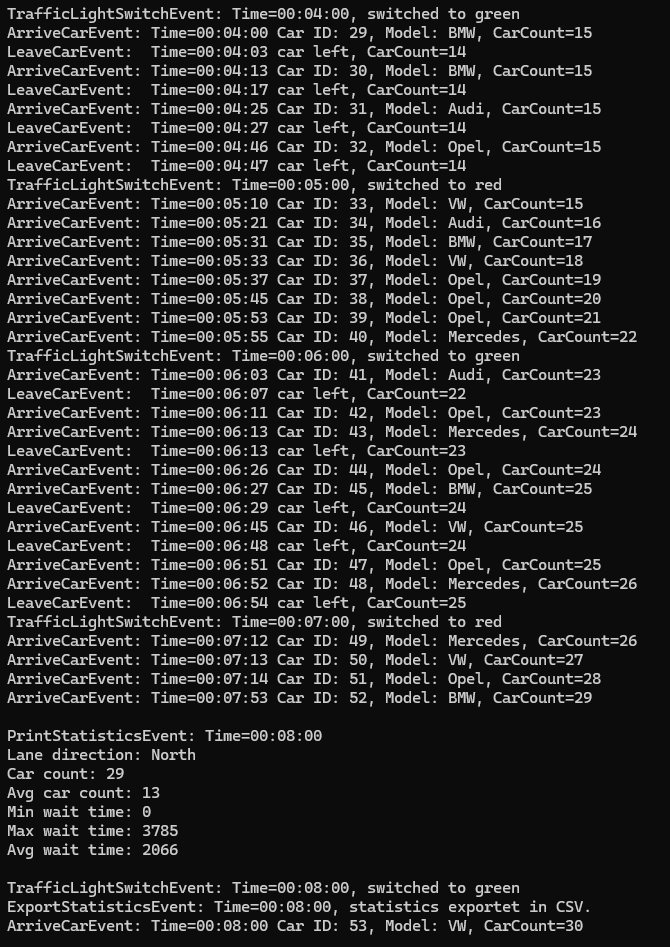 TrafficLightSwitchEvent: Time=00:04:00, switched to green
ArriveCarEvent: Time=00:04:00 Car ID: 29, Model: BMW, CarCount=15
LeaveCarEvent:  Time=00:04:03 car left, CarCount=14
ArriveCarEvent: Time=00:04:13 Car ID: 30, Model: BMW, CarCount=15
LeaveCarEvent:  Time=00:04:17 car left, CarCount=14
ArriveCarEvent: Time=00:04:25 Car ID: 31, Model: Audi, CarCount=15
LeaveCarEvent:  Time=00:04:27 car left, CarCount=14
ArriveCarEvent: Time=00:04:46 Car ID: 32, Model: Opel, CarCount=15
LeaveCarEvent:  Time=00:04:47 car left, CarCount=14
TrafficLightSwitchEvent: Time=00:05:00, switched to red
ArriveCarEvent: Time=00:05:10 Car ID: 33, Model: VW, CarCount=15
ArriveCarEvent: Time=00:05:21 Car ID: 34, Model: Audi, CarCount=16
ArriveCarEvent: Time=00:05:31 Car ID: 35, Model: BMW, CarCount=17
ArriveCarEvent: Time=00:05:33 Car ID: 36, Model: VW, CarCount=18
ArriveCarEvent: Time=00:05:37 Car ID: 37, Model: Opel, CarCount=19
ArriveCarEvent: Time=00:05:45 Car ID: 38, Model: Opel, CarCount=20
ArriveCarEvent: Time=00:05:53 Car ID: 39, Model: Opel, CarCount=21
ArriveCarEvent: Time=00:05:55 Car ID: 40, Model: Mercedes, CarCount=22
TrafficLightSwitchEvent: Time=00:06:00, switched to green
ArriveCarEvent: Time=00:06:03 Car ID: 41, Model: Audi, CarCount=23
LeaveCarEvent:  Time=00:06:07 car left, CarCount=22
ArriveCarEvent: Time=00:06:11 Car ID: 42, Model: Opel, CarCount=23
ArriveCarEvent: Time=00:06:13 Car ID: 43, Model: Mercedes, CarCount=24
LeaveCarEvent:  Time=00:06:13 car left, CarCount=23
ArriveCarEvent: Time=00:06:26 Car ID: 44, Model: Opel, CarCount=24
ArriveCarEvent: Time=00:06:27 Car ID: 45, Model: BMW, CarCount=25
LeaveCarEvent:  Time=00:06:29 car left, CarCount=24
ArriveCarEvent: Time=00:06:45 Car ID: 46, Model: VW, CarCount=25
LeaveCarEvent:  Time=00:06:48 car left, CarCount=24
ArriveCarEvent: Time=00:06:51 Car ID: 47, Model: Opel, CarCount=25
ArriveCarEvent: Time=00:06:52 Car ID: 48, Model: Mercedes, CarCount=26
LeaveCarEvent:  Time=00:06:54 car left, CarCount=25
TrafficLightSwitchEvent: Time=00:07:00, switched to red
ArriveCarEvent: Time=00:07:12 Car ID: 49, Model: Mercedes, CarCount=26
ArriveCarEvent: Time=00:07:13 Car ID: 50, Model: VW, CarCount=27
ArriveCarEvent: Time=00:07:14 Car ID: 51, Model: Opel, CarCount=28
ArriveCarEvent: Time=00:07:53 Car ID: 52, Model: BMW, CarCount=29

PrintStatisticsEvent: Time=00:08:00
Lane direction: North
Car count: 29
Avg car count: 13
Min wait time: 0
Max wait time: 3785
Avg wait time: 2066

TrafficLightSwitchEvent: Time=00:08:00, switched to green
ExportStatisticsEvent: Time=00:08:00, statistics exportet in CSV.
ArriveCarEvent: Time=00:08:00 Car ID: 53, Model: VW, CarCount=30